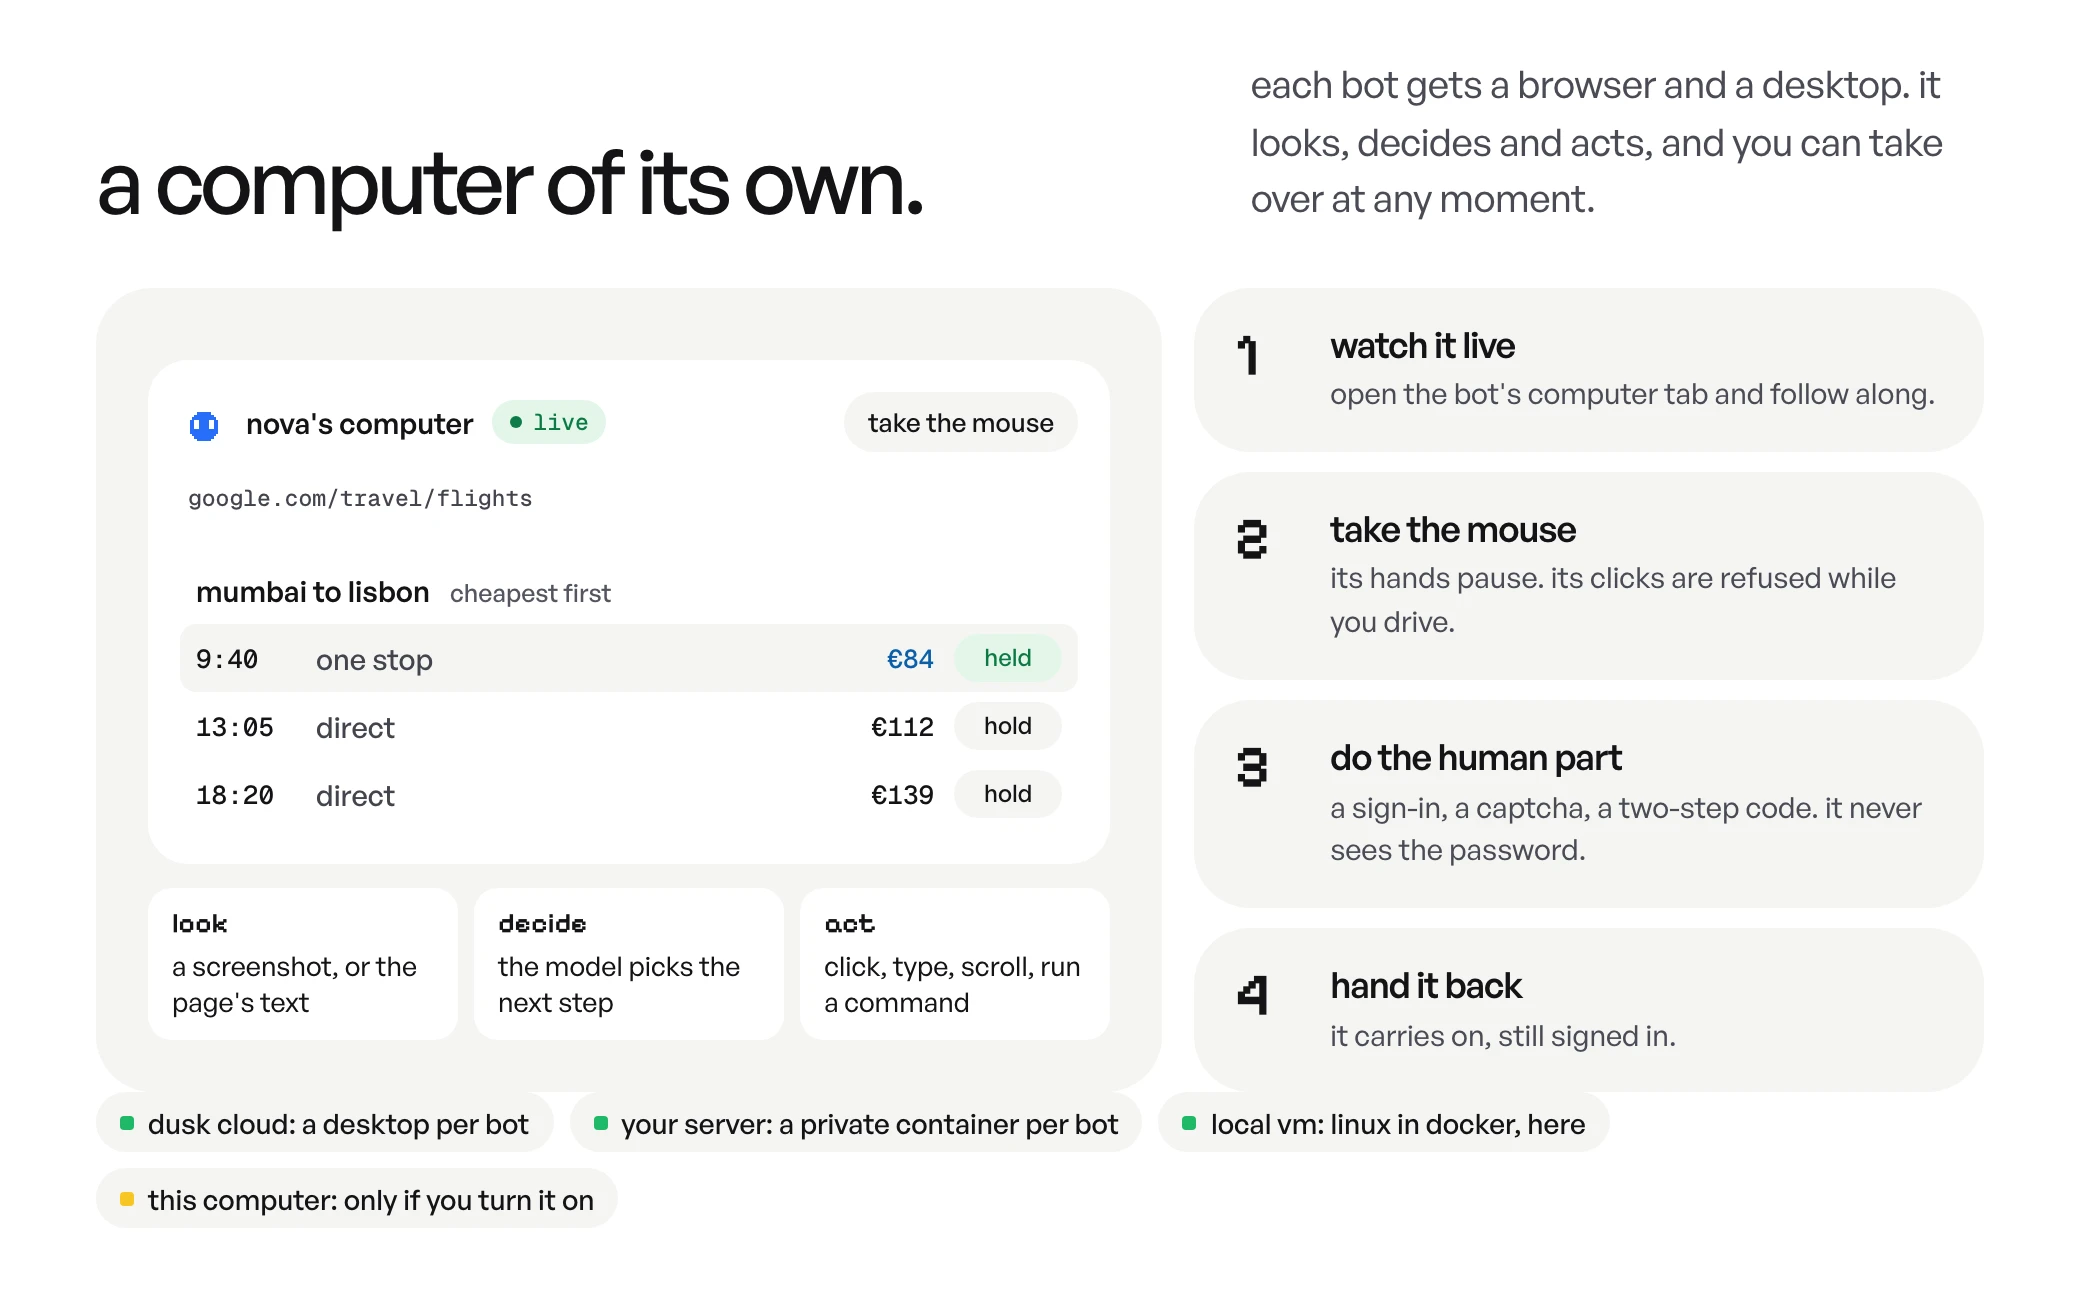 a computer of its own.
each bot gets a browser and a desktop. it
looks, decides and acts, and you can take
over at any moment.
nova's computer
live
take the mouse
google.com/travel/flights
mumbai to lisbon cheapest first
9:40 one stop €84 held
13:05 direct €112 hold
18:20 direct €139 hold
look
a screenshot, or the
page's text
decide
the model picks the
next step
act
click, type, scroll, run
a command
1 watch it live
open the bot's computer tab and follow along.
2 take the mouse
its hands pause. its clicks are refused while
you drive.
3 do the human part
a sign-in, a captcha, a two-step code. it never
sees the password.
4 hand it back
it carries on, still signed in.
dusk cloud: a desktop per bot
your server: a private container per bot
local vm: linux in docker, here
this computer: only if you turn it on